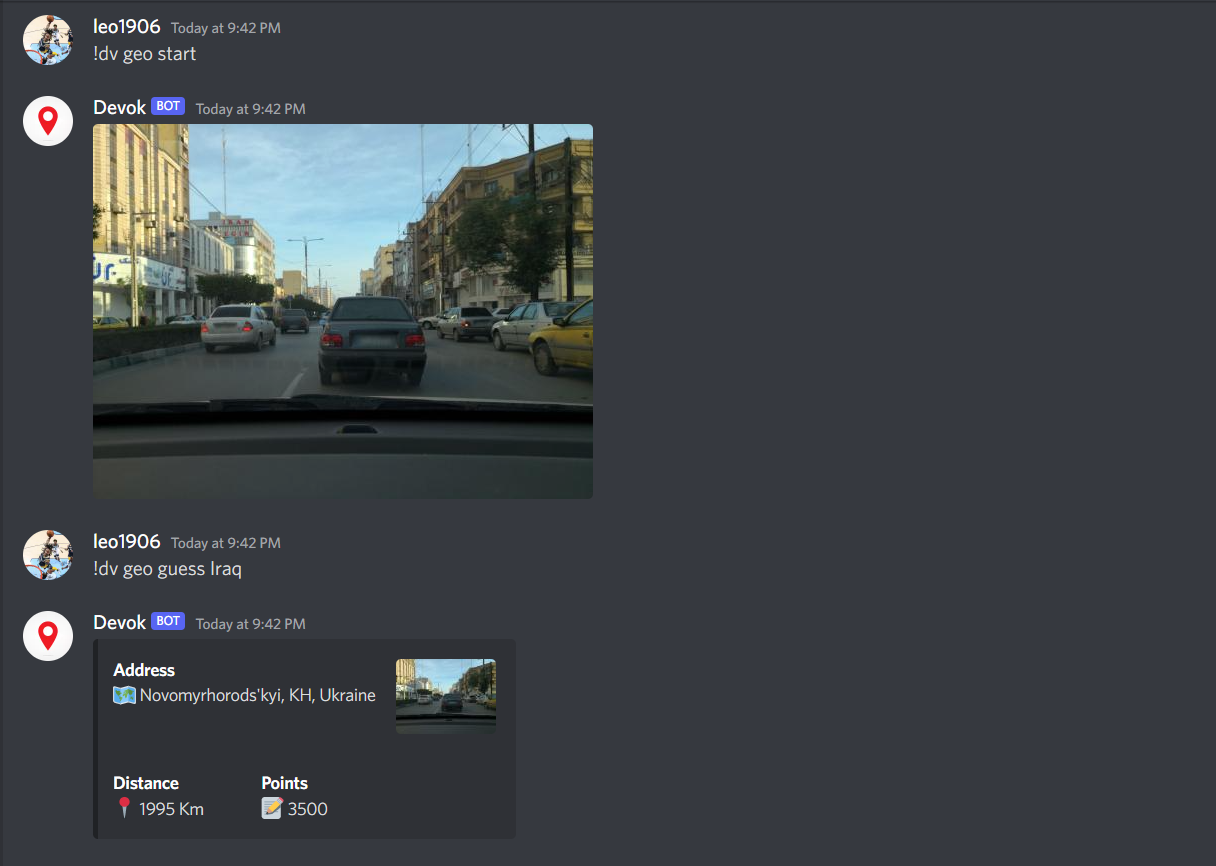 leo1906 Today at 9:42 PM
!dv geo start
Devok BOT Today at 9:42 PM
IRAN
leo1906 Today at 9:42 PM
!dv geo guess Iraq
Devok BOT Today at 9:42 PM
Address
Novomyrhorods'kyi, KH, Ukraine
Distance Points
1995 Km 3500